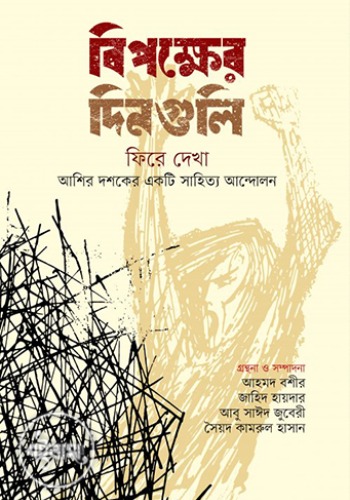 বিপক্ষের
দিনগুলি
ফিরে দেখা
আশির দশকের একটি সাহিত্য আন্দোলন
গ্রন্থনা ও সম্পাদনা
আহমদ বশীর
জাহিদ হায়দার
আবু সাঈদ জুবেরী
সৈয়দ কামরুল হাসান